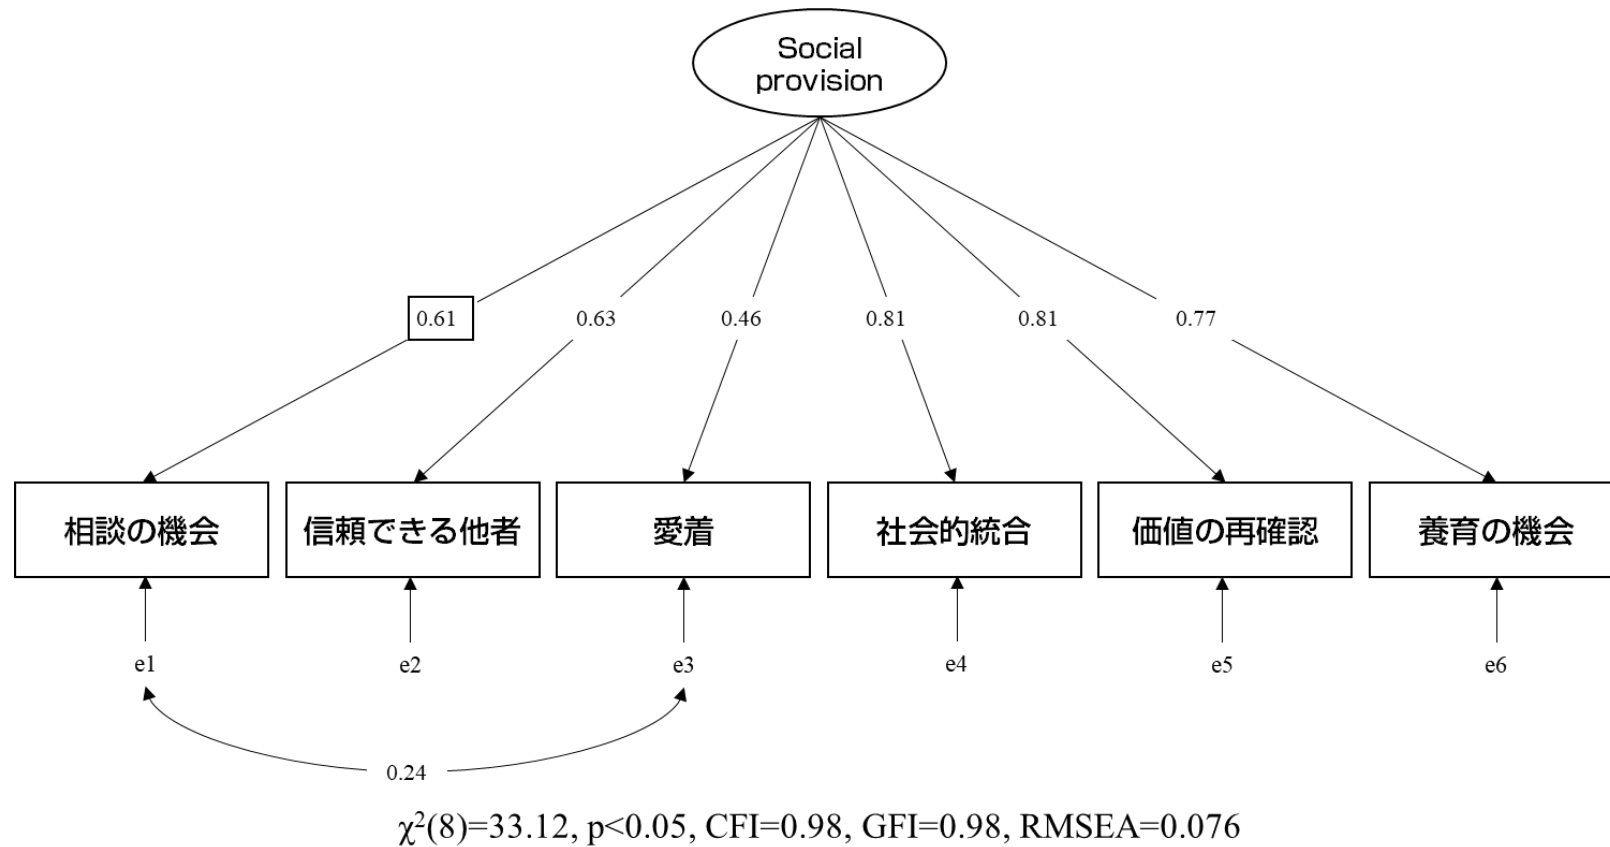 Social
provision
0.61
0.63
0.46
0.81
0.81
0.77
相談の機会
信頼できる他者
愛着
社会的統合
価値の再確認
養育の機会
e1
e2
e3
e4
e5
e6
0.24
χ²(8)=33.12, p<0.05, CFI=0.98, GFI=0.98, RMSEA=0.076